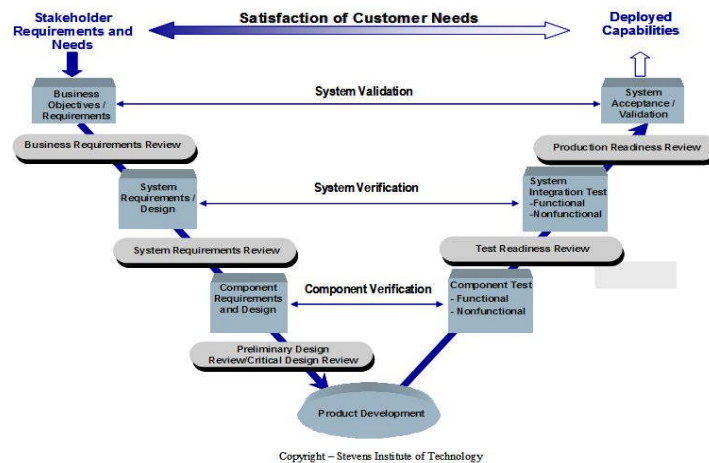 Stakeholder
Requirements and
Needs
Satisfaction of Customer Needs
Deployed
Capabilities
Business
Objectives /
Requirements
System Validation
System
Acceptance /
Validation
Business Requirements Review
Production Readiness Review
System
Requirements /
Design
System Verification
System
Integration Test
-Functional
-Nonfunctional
System Requirements Review
Test Readiness Review
Component
Requirements
and Design
Component Verification
Component Test
- Functional
- Nonfunctional
Preliminary Design
Review/Critical Design Review
Product Development
Copyright – Stevens Institute of Technology